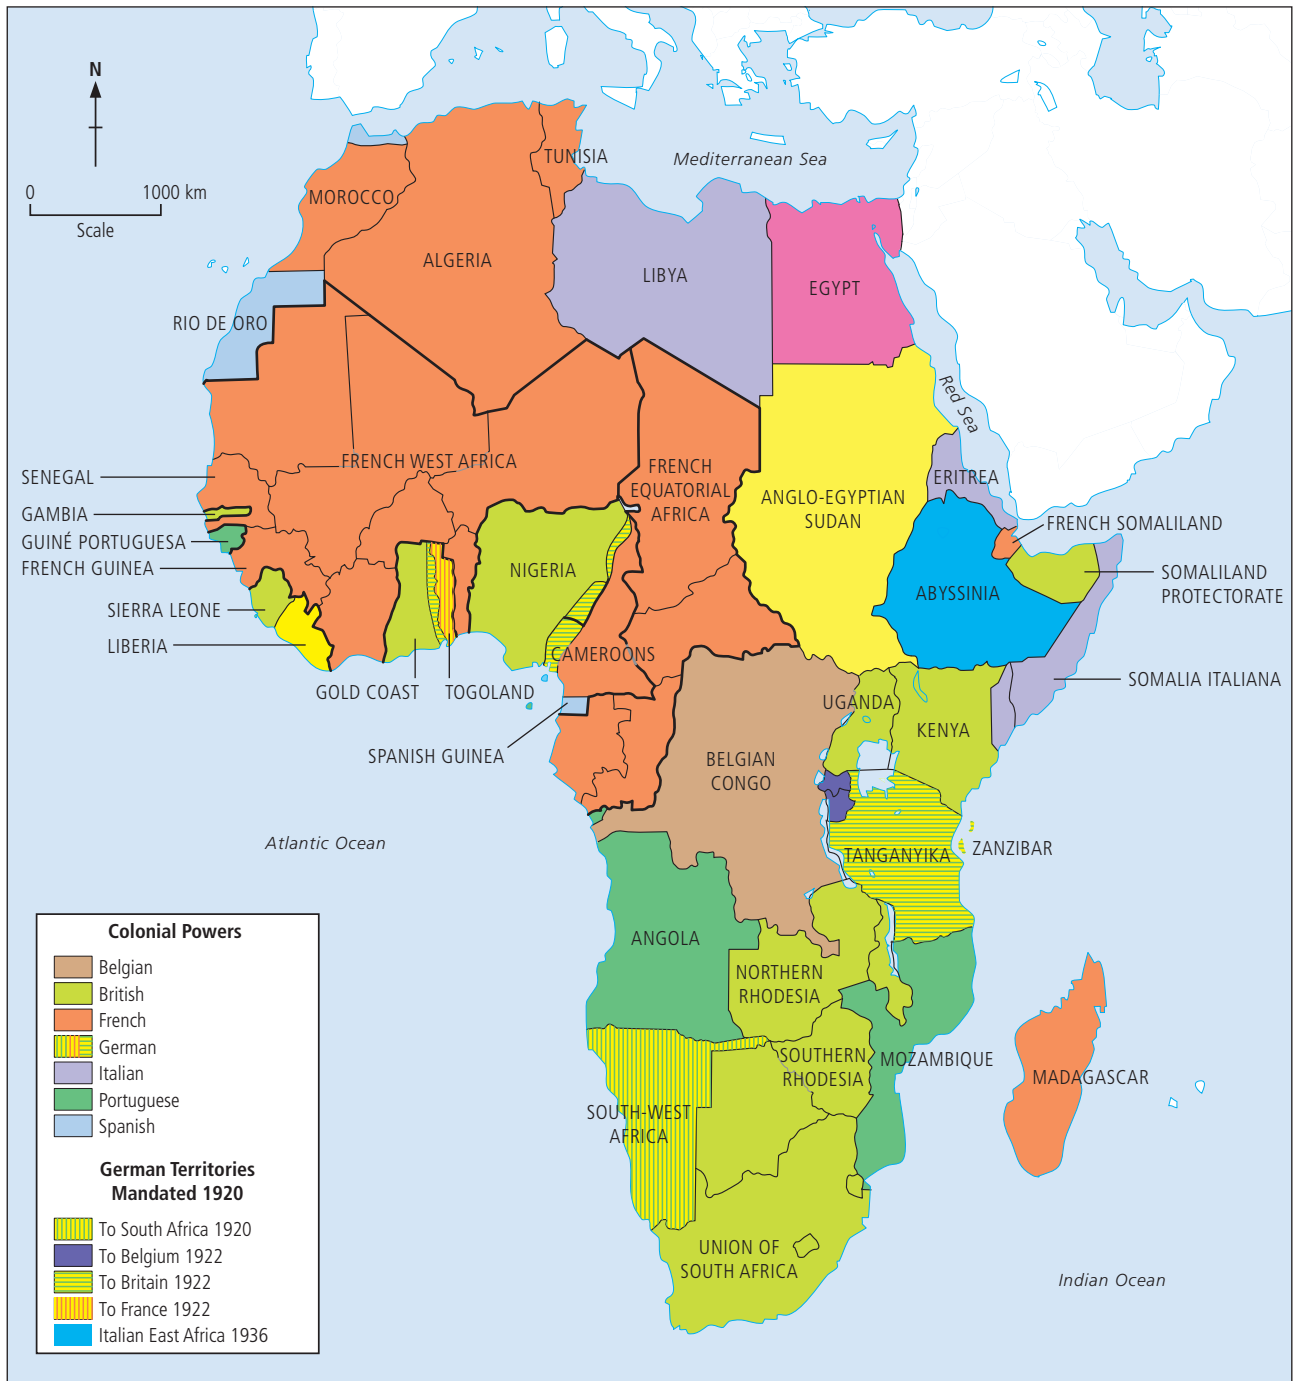 N
0 1000 km
Scale
Mediterranean Sea
TUNISIA
MOROCCO
ALGERIA
LIBYA
EGYPT
RIO DE ORO
Red Sea
FRENCH WEST AFRICA
FRENCH
EQUATORIAL
AFRICA
ANGLO-EGYPTIAN
SUDAN
ERITREA
SENEGAL
GAMBIA
GUINÉ PORTUGUESA
FRENCH GUINEA
SIERRA LEONE
LIBERIA
NIGERIA
ABYSSINIA
FRENCH SOMALILAND
SOMALILAND
PROTECTORATE
SOMALIA ITALIANA
CAMEROONS
GOLD COAST
TOGOLAND
SPANISH GUINEA
UGANDA
KENYA
BELGIAN
CONGO
Atlantic Ocean
TANGANYIKA
ZANZIBAR
ANGOLA
NORTHERN
RHODESIA
SOUTHERN
RHODESIA
MOZAMBIQUE
MADAGASCAR
SOUTH-WEST
AFRICA
UNION OF
SOUTH AFRICA
Indian Ocean
Colonial Powers
Belgian
British
French
German
Italian
Portuguese
Spanish
German Territories
Mandated 1920
To South Africa 1920
To Belgium 1922
To Britain 1922
To France 1922
Italian East Africa 1936